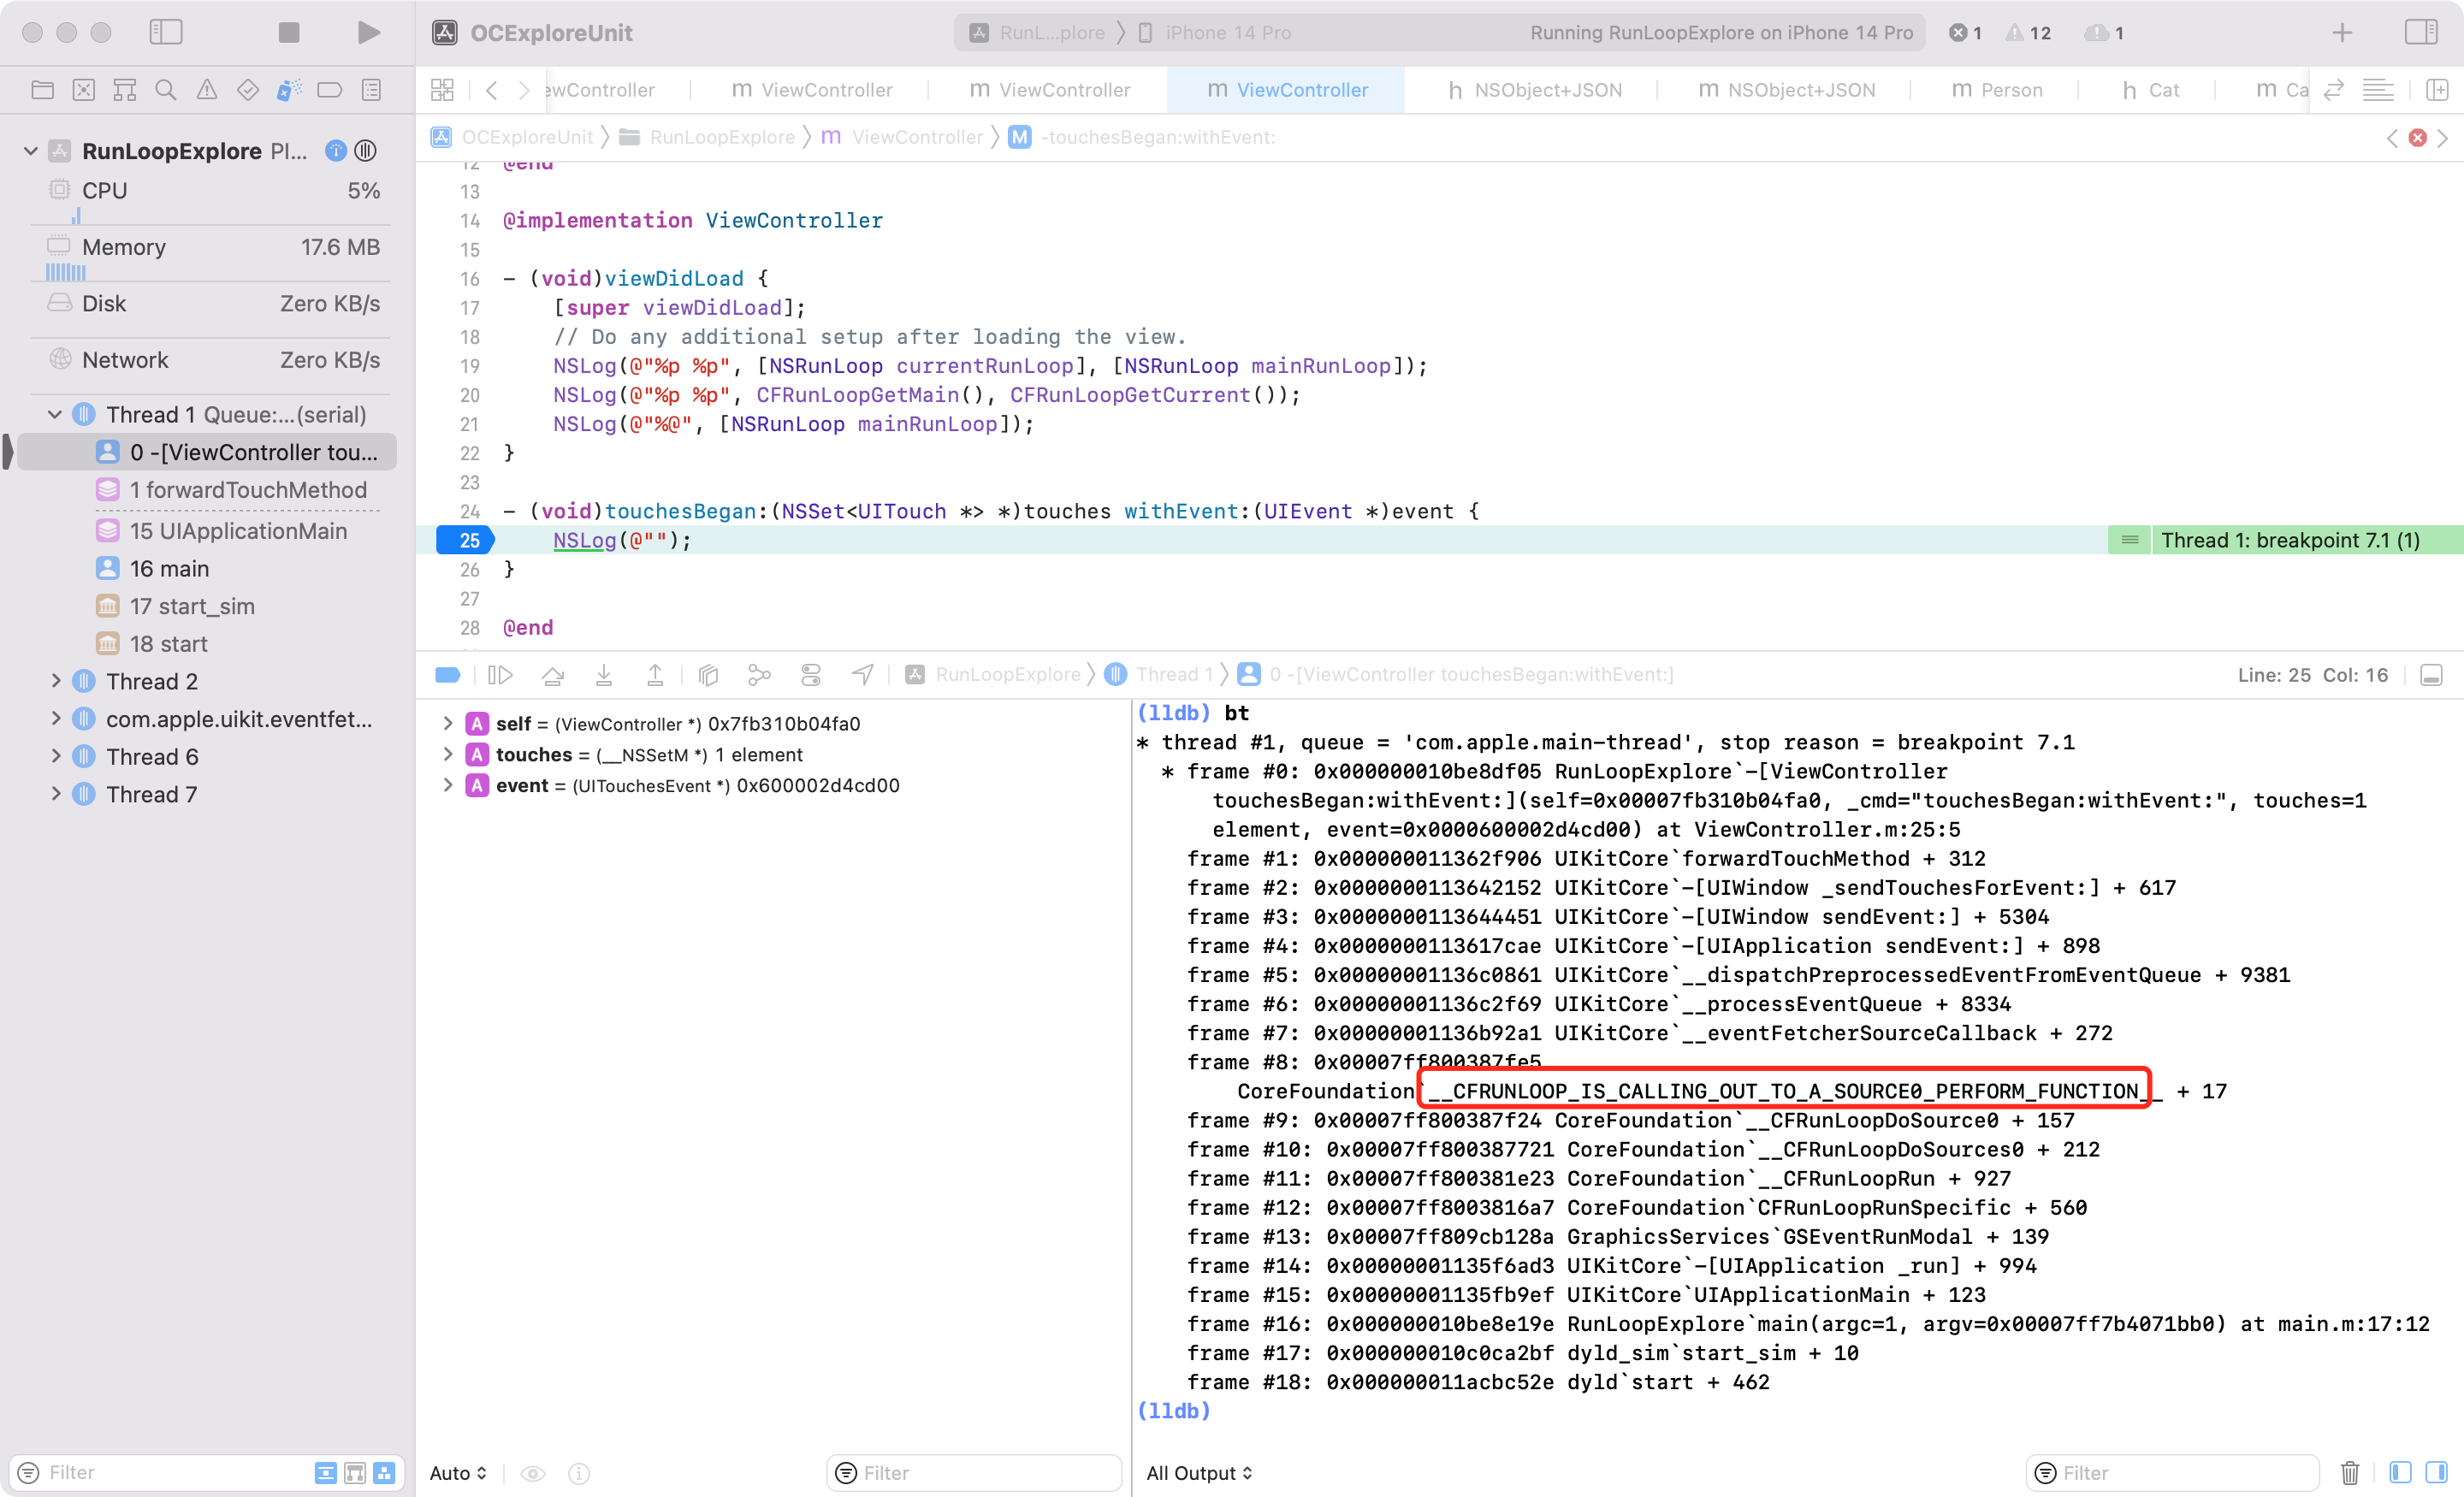 OCExploreUnit
RunL...plore
iPhone 14 Pro
Running RunLoopExplore on iPhone 14 Pro
1
12
1
ewController
m ViewController
m ViewController
m ViewController
h NSObject+JSON
m NSObject+JSON
m Person
h Cat
m Ca
OCExploreUnit
RunLoopExplore
m ViewController
M -touchesBegan:withEvent:
RunLoopExplore PI...
CPU 5%
Memory 17.6 MB
Disk Zero KB/s
Network Zero KB/s
Thread 1 Queue:...(serial)
0 -[ViewController tou...
1 forwardTouchMethod
15 UIApplicationMain
16 main
17 start_sim
18 start
Thread 2
com.apple.uikit.eventfet...
Thread 6
Thread 7
Filter
12 @end
13
14 @implementation ViewController
15
16 - (void)viewDidLoad {
17 [super viewDidLoad];
18 // Do any additional setup after loading the view.
19 NSLog(@"%p %p", [NSRunLoop currentRunLoop], [NSRunLoop mainRunLoop]);
20 NSLog(@"%p %p", CFRunLoopGetMain(), CFRunLoopGetCurrent());
21 NSLog(@"%@", [NSRunLoop mainRunLoop]);
22 }
23
24 - (void)touchesBegan:(NSSet<UITouch *> *)touches withEvent:(UIEvent *)event {
25 NSLog(@""); Thread 1: breakpoint 7.1 (1)
26 }
27
28 @end
RunLoopExplore
Thread 1
0 -[ViewController touchesBegan:withEvent:]
Line: 25 Col: 16
A self = (ViewController *) 0x7fb310b04fa0
A touches = (__NSSetM *) 1 element
A event = (UITouchesEvent *) 0x600002d4cd00
Auto
Filter
(lldb) bt
* thread #1, queue = 'com.apple.main-thread', stop reason = breakpoint 7.1
* frame #0: 0x000000010be8df05 RunLoopExplore`-[ViewController
touchesBegan:withEvent:](self=0x00007fb310b04fa0, _cmd="touchesBegan:withEvent:", touches=1
element, event=0x0000600002d4cd00) at ViewController.m:25:5
frame #1: 0x000000011362f906 UIKitCore`forwardTouchMethod + 312
frame #2: 0x0000000113642152 UIKitCore`-[UIWindow _sendTouchesForEvent:] + 617
frame #3: 0x0000000113644451 UIKitCore`-[UIWindow sendEvent:] + 5304
frame #4: 0x0000000113617cae UIKitCore`-[UIApplication sendEvent:] + 898
frame #5: 0x00000001136c0861 UIKitCore`__dispatchPreprocessedEventFromEventQueue + 9381
frame #6: 0x00000001136c2f69 UIKitCore`__processEventQueue + 8334
frame #7: 0x00000001136b92a1 UIKitCore`__eventFetcherSourceCallback + 272
frame #8: 0x00007ff800387fe5
CoreFoundation`__CFRUNLOOP_IS_CALLING_OUT_TO_A_SOURCE0_PERFORM_FUNCTION__ + 17
frame #9: 0x00007ff800387f24 CoreFoundation`__CFRunLoopDoSource0 + 157
frame #10: 0x00007ff800387721 CoreFoundation`__CFRunLoopDoSources0 + 212
frame #11: 0x00007ff800381e23 CoreFoundation`__CFRunLoopRun + 927
frame #12: 0x00007ff8003816a7 CoreFoundation`CFRunLoopRunSpecific + 560
frame #13: 0x00007ff809cb128a GraphicsServices`GSEventRunModal + 139
frame #14: 0x00000001135f6ad3 UIKitCore`-[UIApplication _run] + 994
frame #15: 0x00000001135fb9ef UIKitCore`UIApplicationMain + 123
frame #16: 0x000000010be8e19e RunLoopExplore`main(argc=1, argv=0x00007ff7b4071bb0) at main.m:17:12
frame #17: 0x000000010c0ca2bf dyld_sim`start_sim + 10
frame #18: 0x000000011acbc52e dyld`start + 462
(lldb)
All Output
Filter